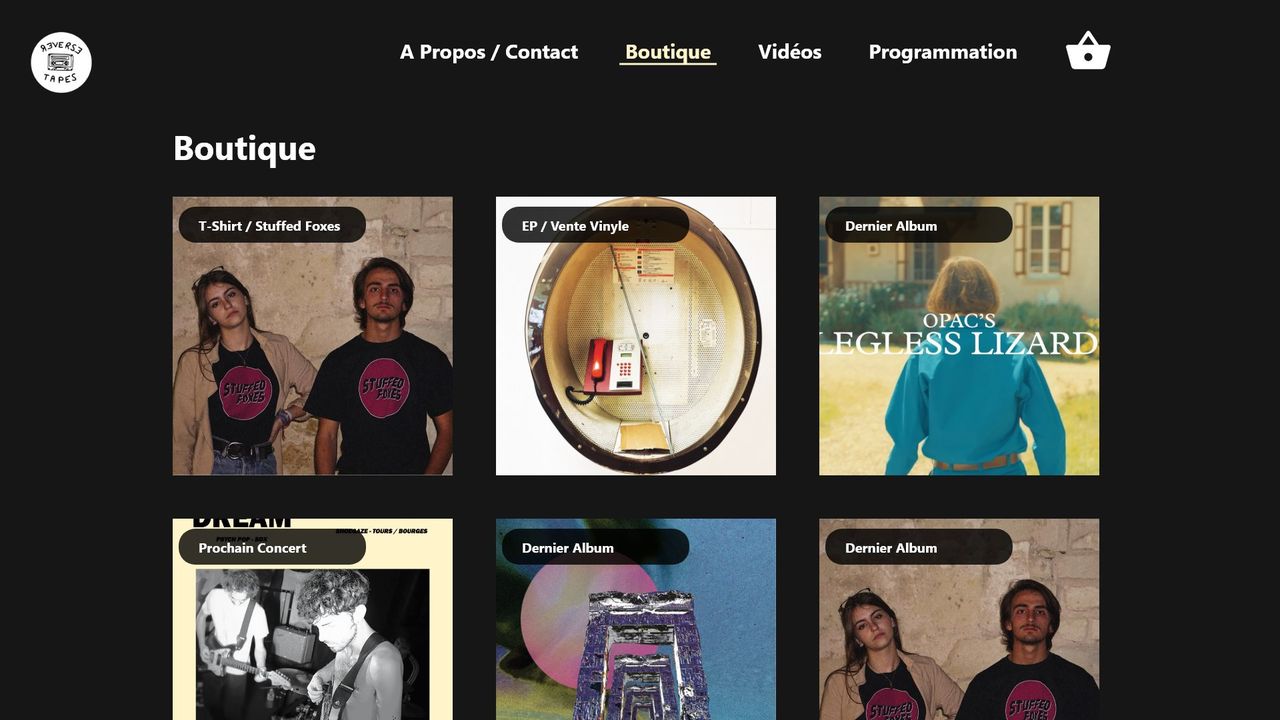 REVERSE
TAPES
A Propos / Contact
Boutique
Vidéos
Programmation
Boutique
T-Shirt / Stuffed Foxes
EP / Vente Vinyle
Dernier Album
STUFFED
FOXES
STUFFED
FOXES
OPAC'S
LEGLESS LIZARD
DREAM
PSYCH POP - BDX
SHOEGAZE - TOURS / BOURGES
Prochain Concert
Dernier Album
Dernier Album
STUFFED
FOXES
STUFFED
FOXES